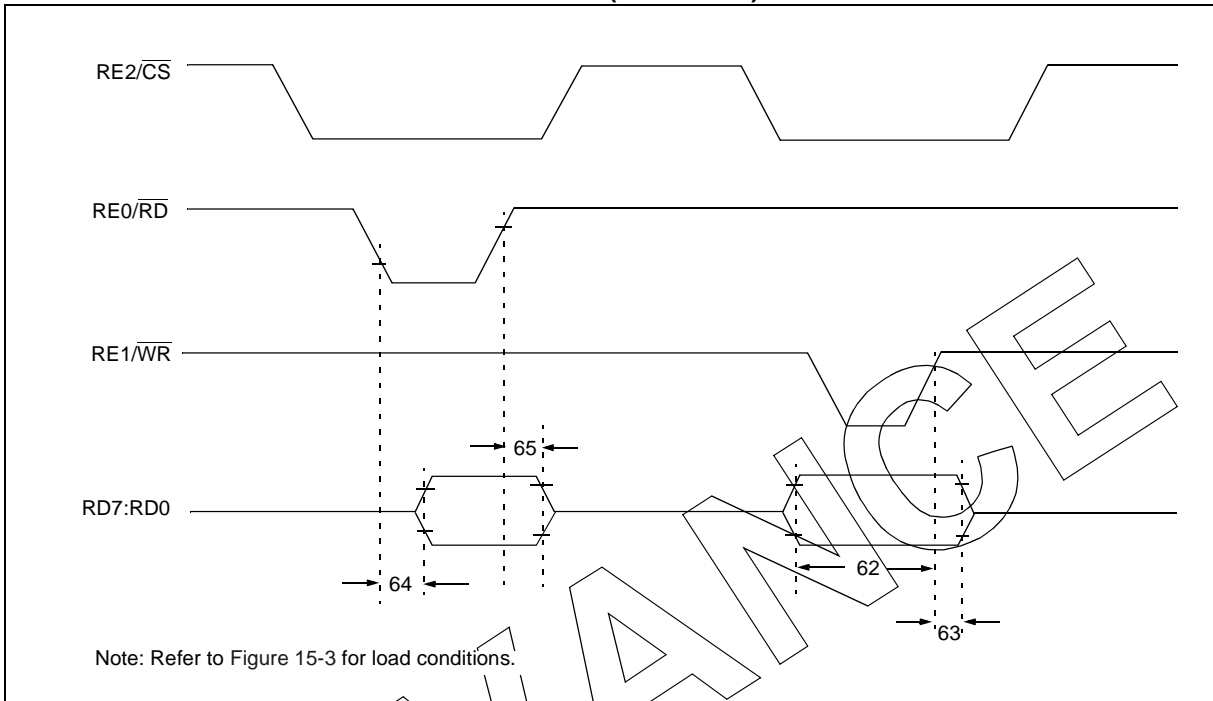 RE2/CS
RE0/RD
RE1/WR
65
RD7:RD0
62
64
63
Note: Refer to Figure 15-3 for load conditions.
ANCE